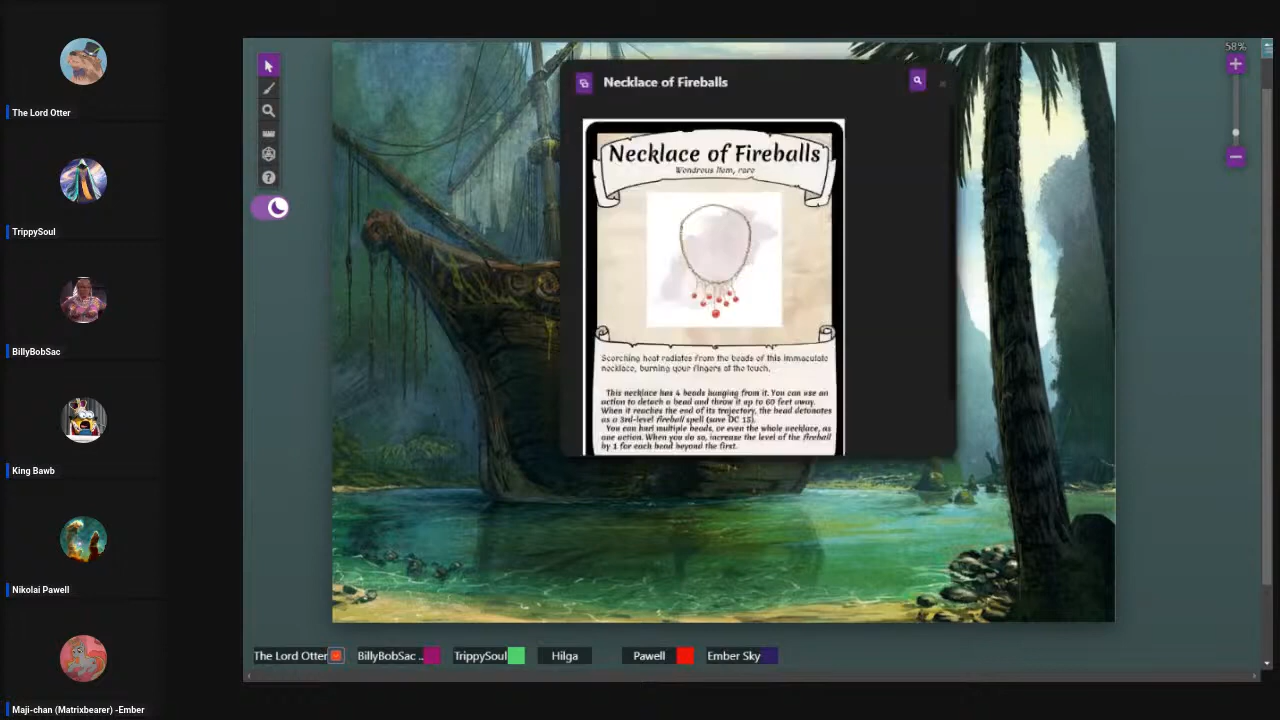 The Lord Otter
TrippySoul
BillyBobSac
King Bawb
Nikolai Pawell
Maji-chan (Matrixbearer) -Ember
58%
Necklace of Fireballs
Necklace of Fireballs
Wondrous item, rare
Scorching heat radiates from the beads of this immaculate
necklace, burning your fingers at the touch.
This necklace has 4 beads hanging from it. You can use an
action to detach a bead and throw it up to 60 feet away.
When it reaches the end of its trajectory, the bead detonates
as a 3rd-level fireball spell (save DC 15).
You can hurl multiple beads, or even the whole necklace, as
one action. When you do so, increase the level of the fireball
by 1 for each bead beyond the first.
The Lord Otter
BillyBobSac ..
TrippySoul
Hilga
Pawell
Ember Sky